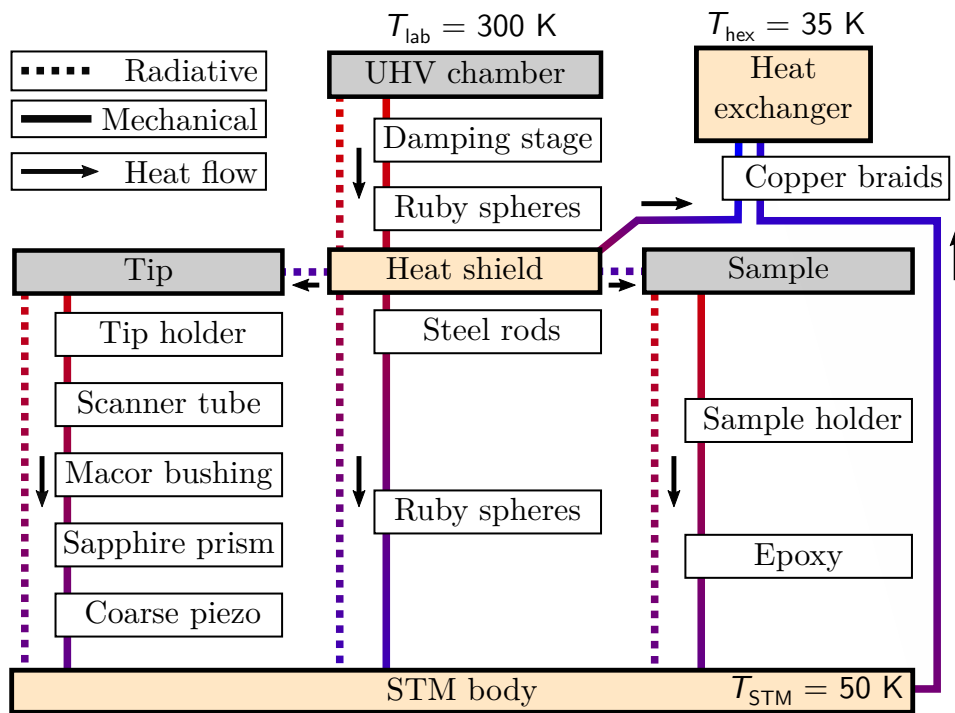 T_lab = 300 K
T_hex = 35 K
Radiative
Mechanical
Heat flow
UHV chamber
Heat
exchanger
Damping stage
Ruby spheres
Copper braids
Tip
Heat shield
Sample
Tip holder
Scanner tube
Macor bushing
Sapphire prism
Coarse piezo
Steel rods
Ruby spheres
Sample holder
Epoxy
STM body
T_STM = 50 K